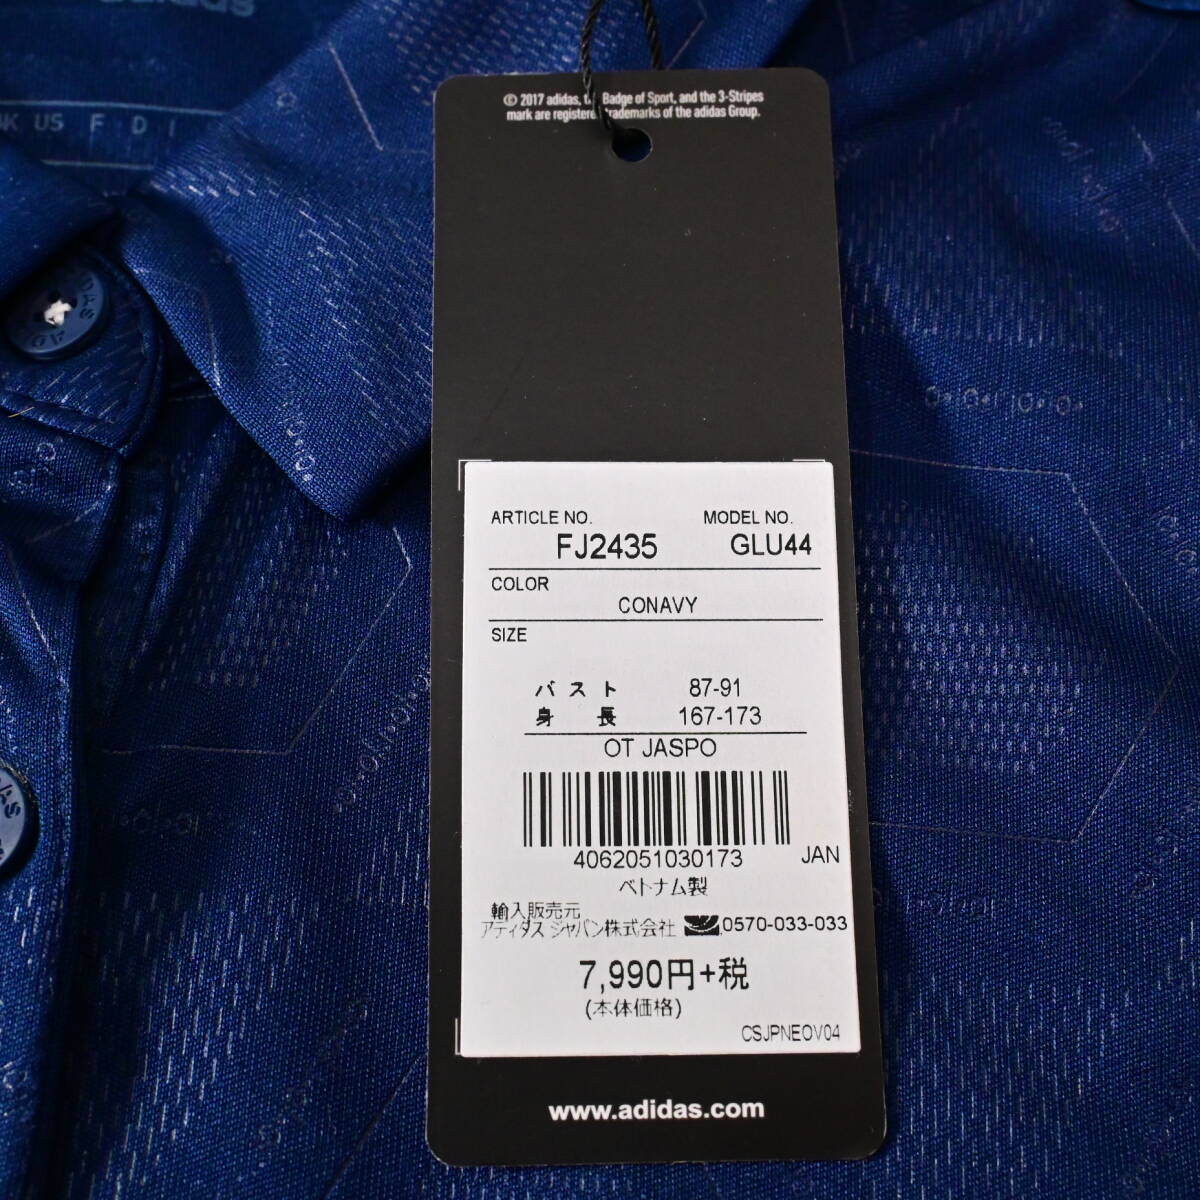 adidas
UK US F D I
© 2017 adidas, the Badge of Sport, and the 3-Stripes
mark are registered trademarks of the adidas Group.
ARTICLE NO. MODEL NO.
FJ2435 GLU44
COLOR
CONAVY
SIZE
バスト 87-91
身長 167-173
OT JASPO
4062051030173 JAN
ベトナム製
輸入販売元
アディダス ジャパン株式会社 0570-033-033
7,990円+税
(本体価格)
CSJPNEOV04
www.adidas.com